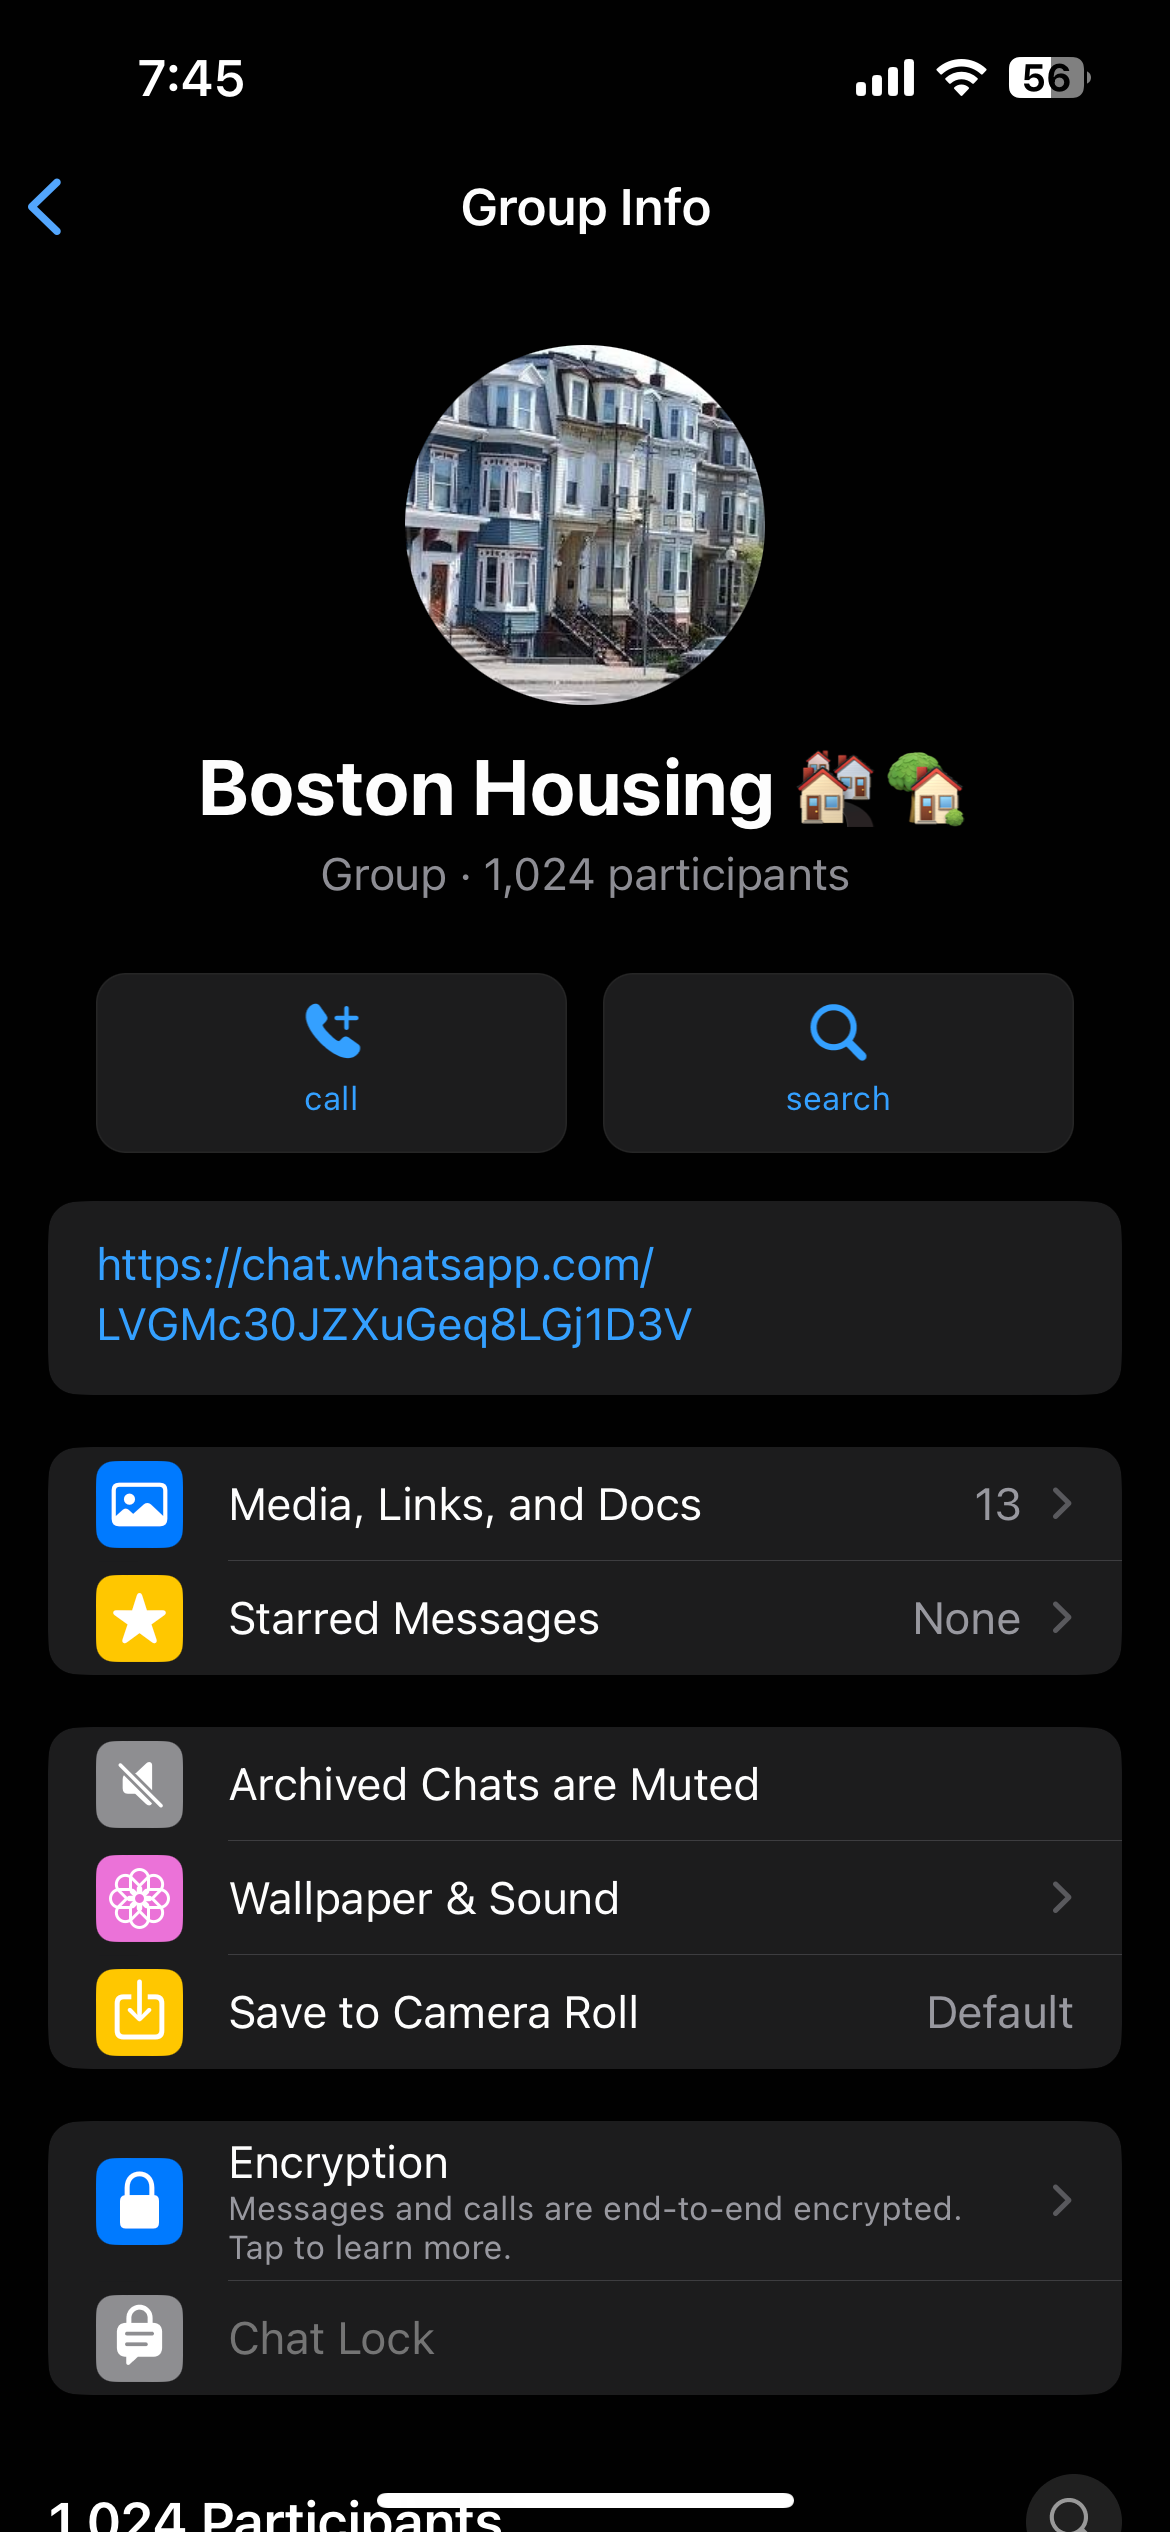 7:45
56
Group Info
Boston Housing 🏘️🏡
Group · 1,024 participants
call
search
https://chat.whatsapp.com/
LVGMc30JZXuGeq8LGj1D3V
Media, Links, and Docs 13
Starred Messages None
Archived Chats are Muted
Wallpaper & Sound
Save to Camera Roll Default
Encryption
Messages and calls are end-to-end encrypted.
Tap to learn more.
Chat Lock
1,024 Participants